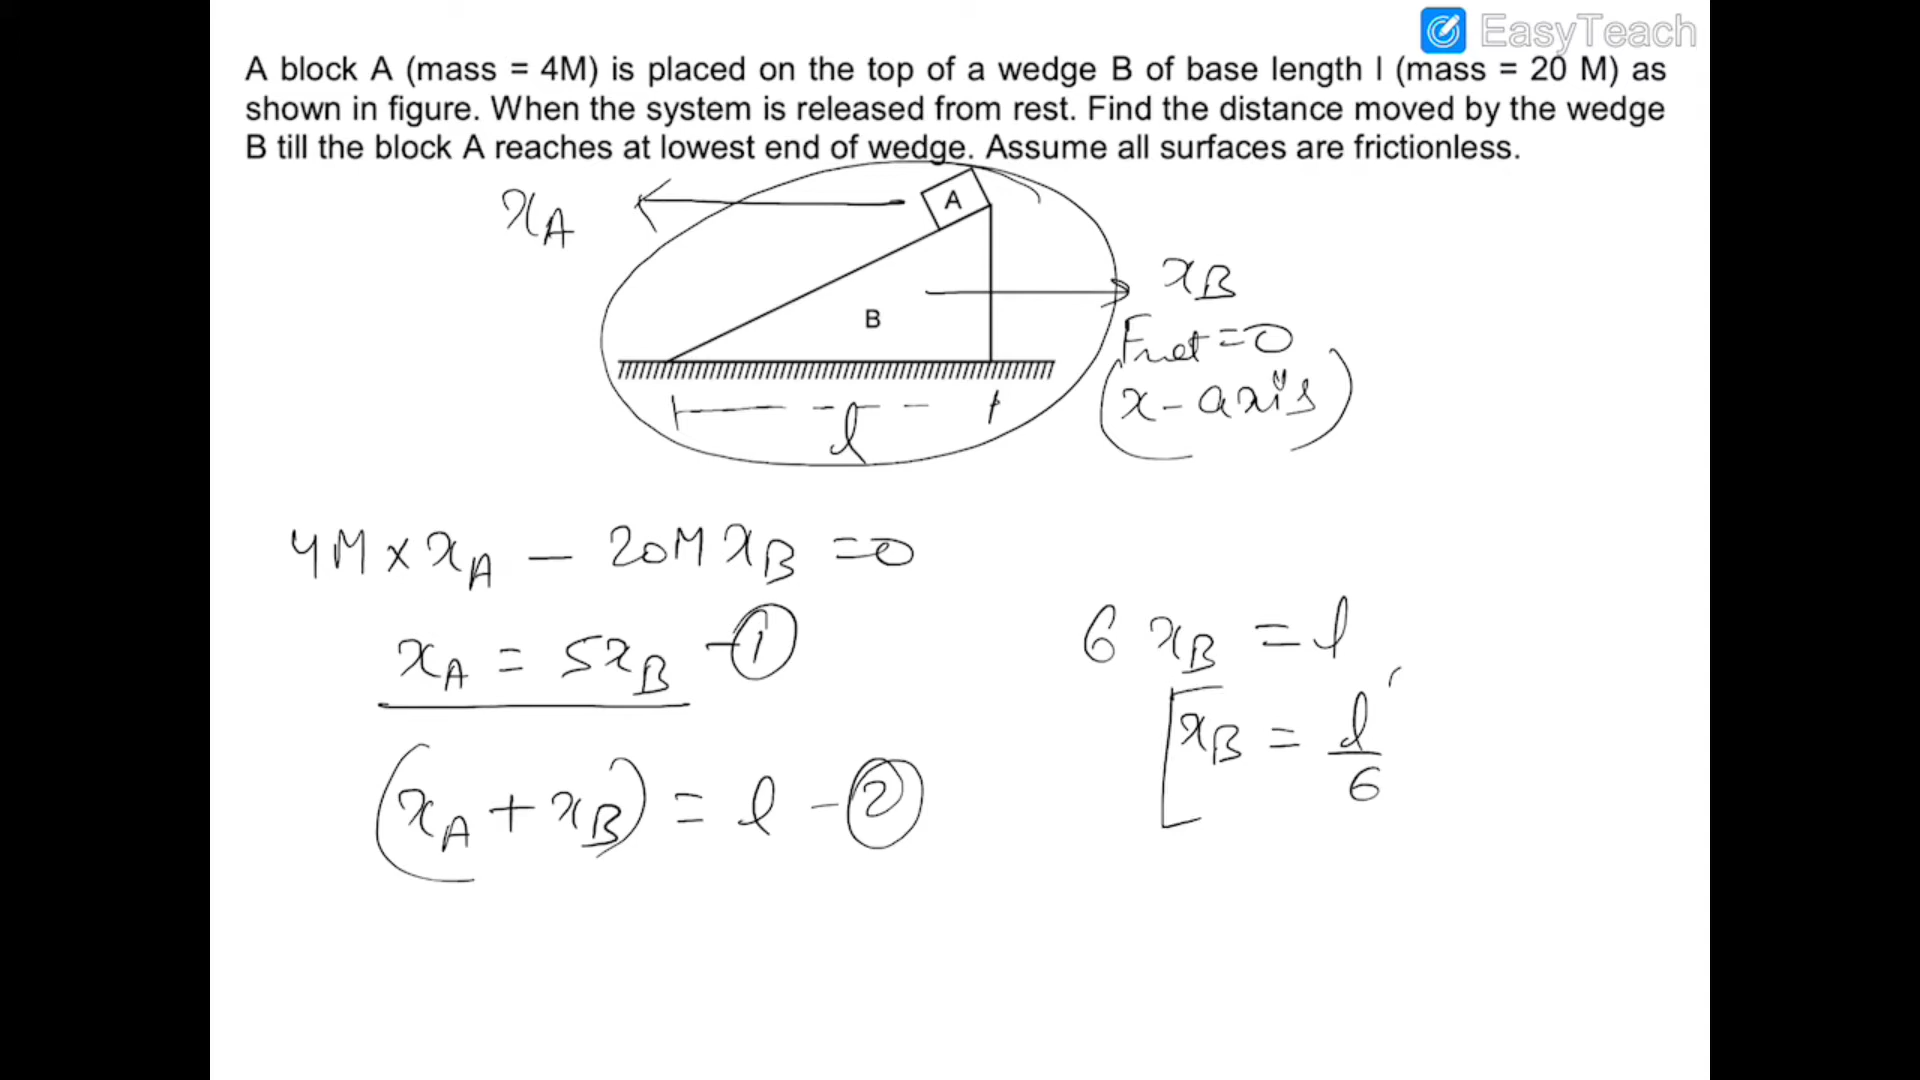 EasyTeach
A block A (mass = 4M) is placed on the top of a wedge B of base length l (mass = 20 M) as
shown in figure. When the system is released from rest. Find the distance moved by the wedge
B till the block A reaches at lowest end of wedge. Assume all surfaces are frictionless.
x_A
A
x_B
B
Fnet=0
(x-axis)
l
4M × x_A - 20M x_B = 0
x_A = 5x_B - ①
(x_A + x_B) = l - ②
6 x_B = l
x_B = l/6